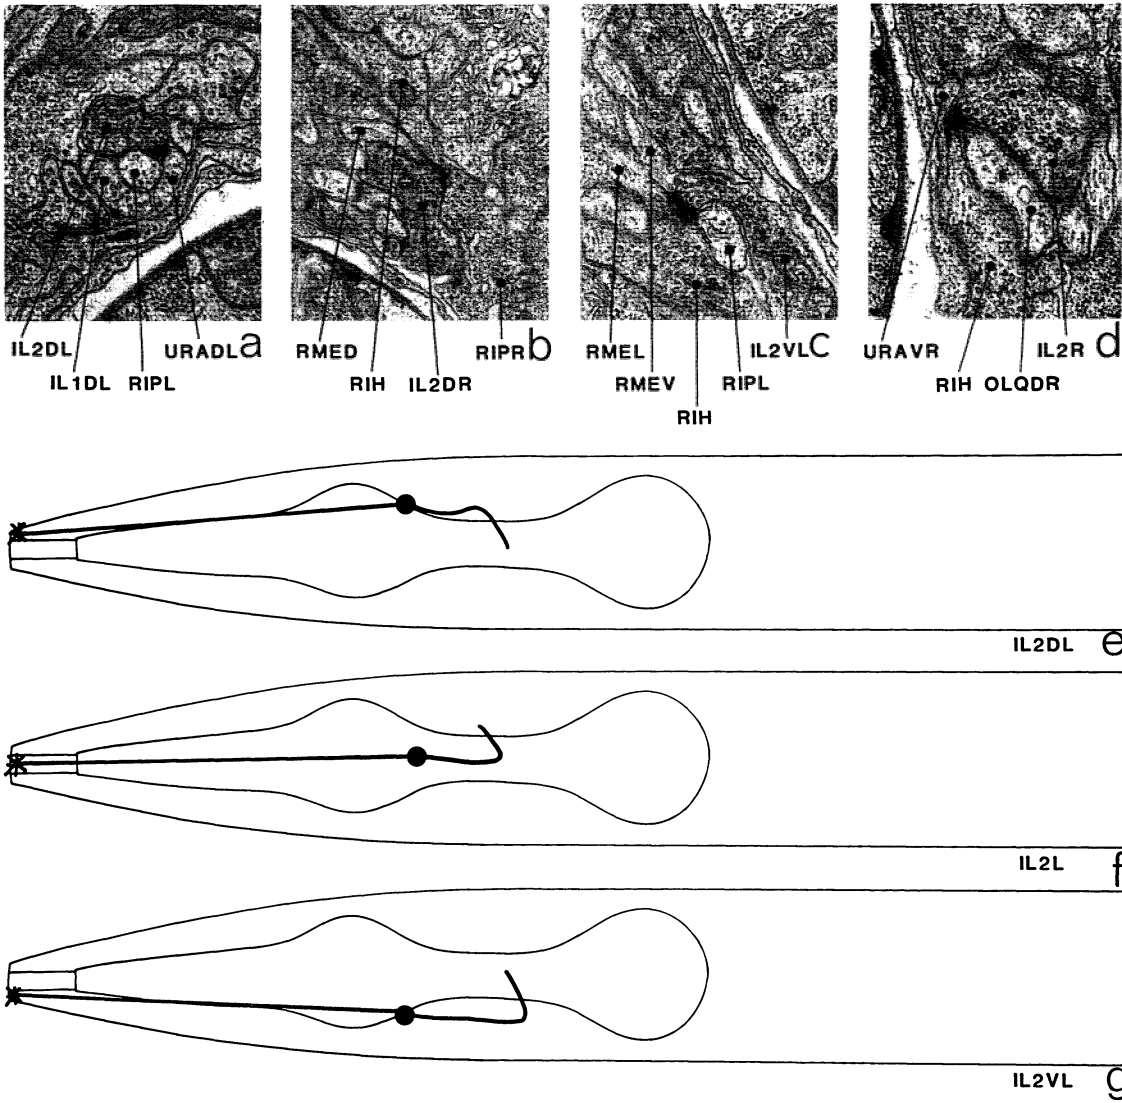 IL2DL URADL a
IL1DL RIPL
RMED RIPR b
RIH IL2DR
RMEL IL2VL c
RMEV RIPL
RIH
URAVR IL2R d
RIH OLQDR
IL2DL e
IL2L f
IL2VL g